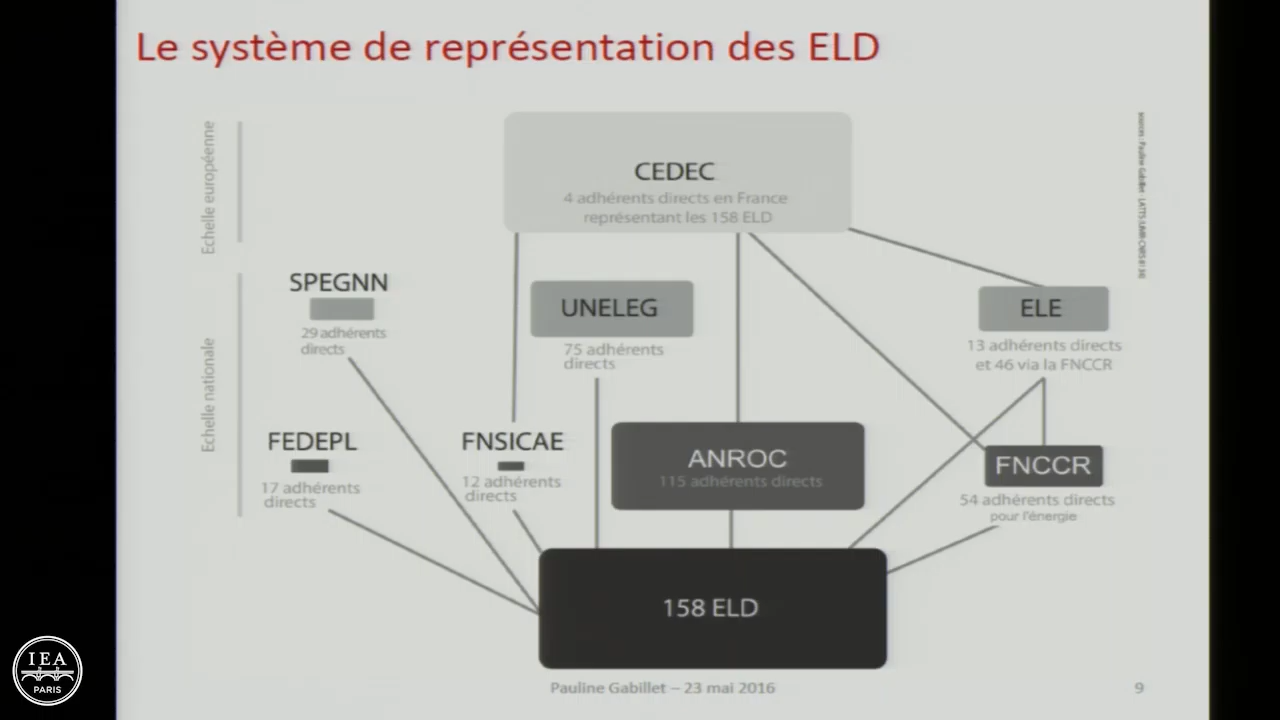 Le système de représentation des ELD
Echelle européenne
CEDEC
4 adhérents directs en France
représentant les 158 ELD
Echelle nationale
SPEGNN
29 adhérents
directs
UNELEG
75 adhérents
directs
ELE
13 adhérents directs
et 46 via la FNCCR
FEDEPL
17 adhérents
directs
FNSICAE
12 adhérents
directs
ANROC
115 adhérents directs
FNCCR
54 adhérents directs
pour l'énergie
158 ELD
Pauline Gabillet – 23 mai 2016
9
sources : Pauline Gabillet
IEA
PARIS